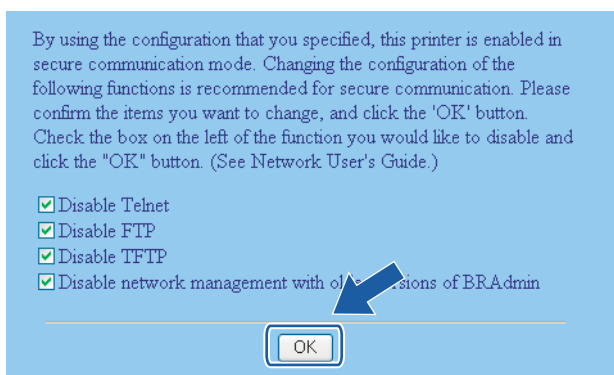 By using the configuration that you specified, this printer is enabled in
secure communication mode. Changing the configuration of the
following functions is recommended for secure communication. Please
confirm the items you want to change, and click the 'OK' button.
Check the box on the left of the function you would like to disable and
click the "OK" button. (See Network User's Guide.)
Disable Telnet
Disable FTP
Disable TFTP
Disable network management with of BRAdmin
OK